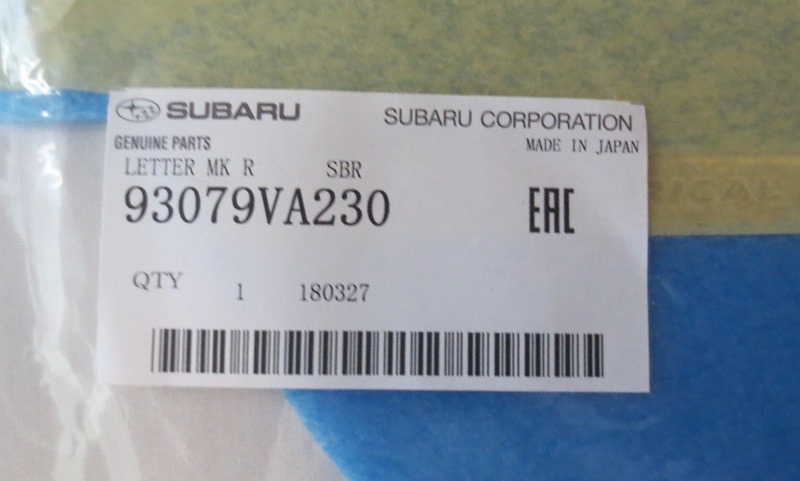 SUBARU
SUBARU CORPORATION
GENUINE PARTS
MADE IN JAPAN
LETTER MK R SBR
93079VA230
EAC
QTY 1 180327